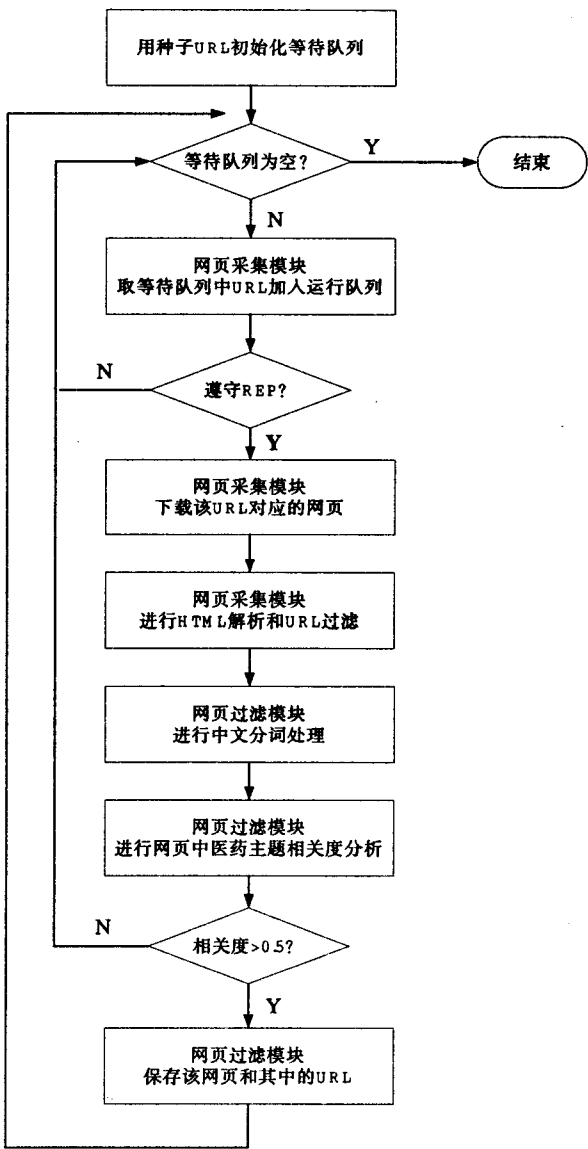 用种子URL初始化等待队列
等待队列为空?
Y
结束
N
网页采集模块
取等待队列中URL加入运行队列
N
遵守REP?
Y
网页采集模块
下载该URL对应的网页
网页采集模块
进行HTML解析和URL过滤
网页过滤模块
进行中文分词处理
网页过滤模块
进行网页中医药主题相关度分析
N
相关度>0.5?
Y
网页过滤模块
保存该网页和其中的URL